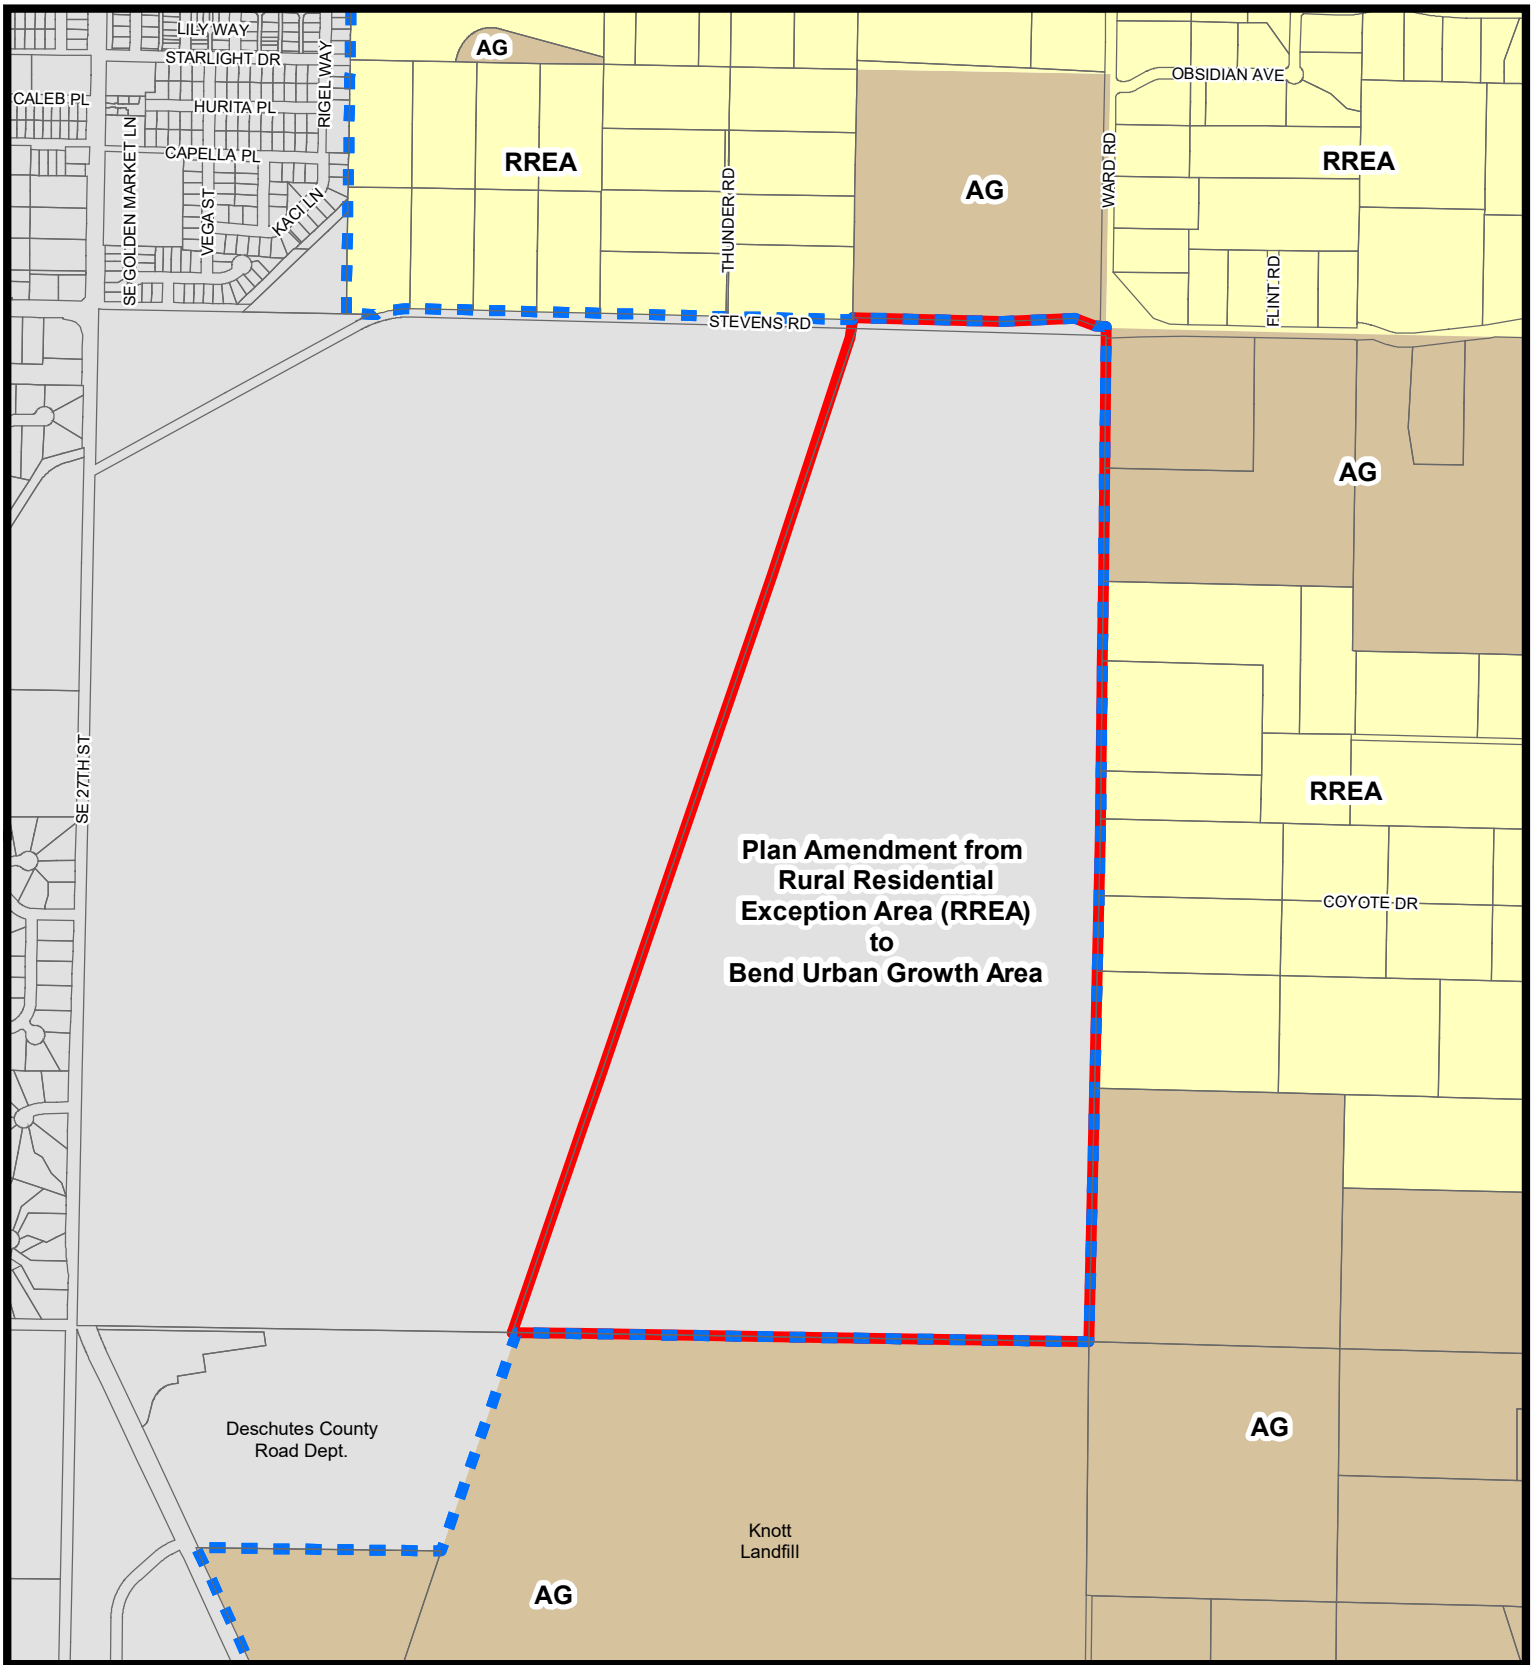 LILY WAY
STARLIGHT DR
RIGEL WAY
AG
OBSIDIAN AVE
CALEB PL
HURITA PL
SE GOLDEN MARKET LN
CAPELLA PL
VEGA ST
KACI LN
RREA
THUNDER RD
AG
WARD RD
RREA
FLINT RD
STEVENS RD
AG
SE 27TH ST
RREA
Plan Amendment from
Rural Residential
Exception Area (RREA)
to
Bend Urban Growth Area
COYOTE DR
Deschutes County
Road Dept.
AG
Knott
Landfill
AG